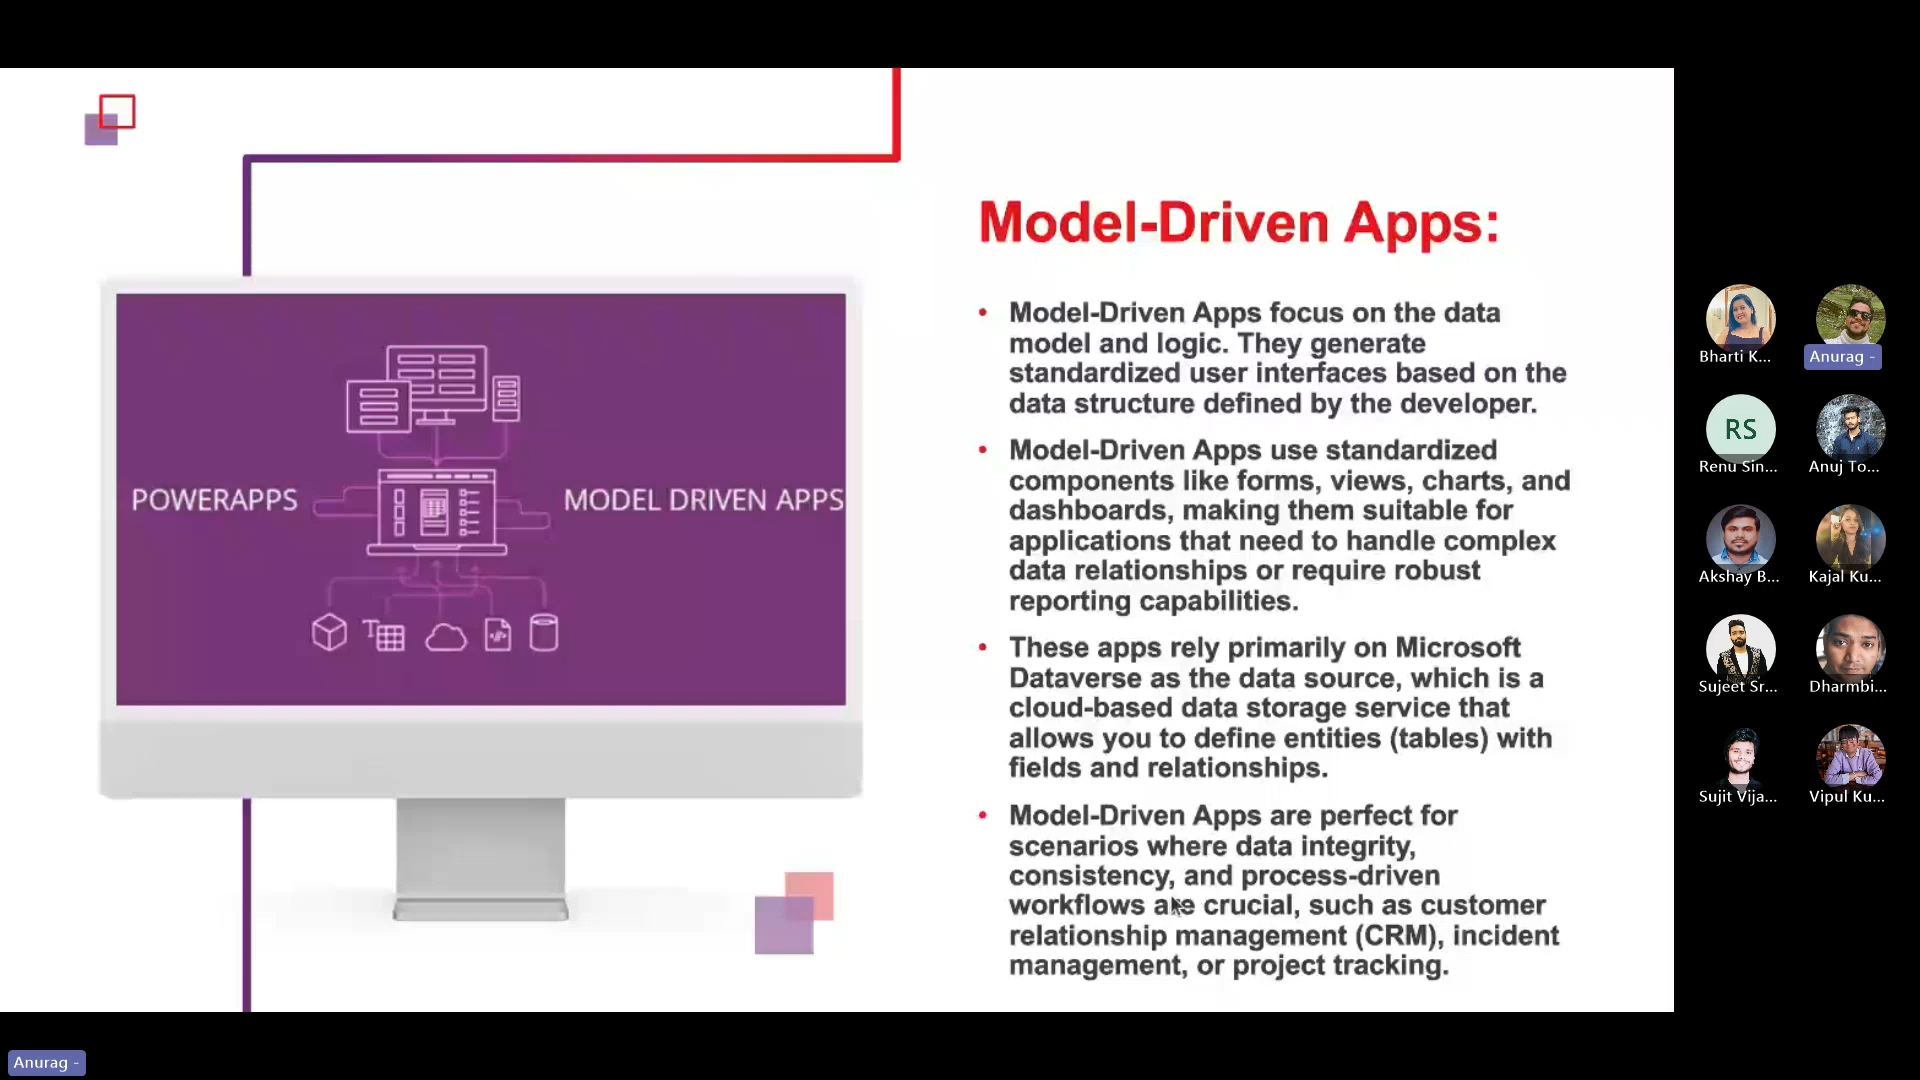 Model-Driven Apps:
• Model-Driven Apps focus on the data
model and logic. They generate
standardized user interfaces based on the
data structure defined by the developer.
• Model-Driven Apps use standardized
components like forms, views, charts, and
dashboards, making them suitable for
applications that need to handle complex
data relationships or require robust
reporting capabilities.
• These apps rely primarily on Microsoft
Dataverse as the data source, which is a
cloud-based data storage service that
allows you to define entities (tables) with
fields and relationships.
• Model-Driven Apps are perfect for
scenarios where data integrity,
consistency, and process-driven
workflows are crucial, such as customer
relationship management (CRM), incident
management, or project tracking.
POWERAPPS
MODEL DRIVEN APPS
Bharti K...
Anurag -
RS
Renu Sin...
Anuj To...
Akshay B...
Kajal Ku...
Sujeet Sr...
Dharmbi...
Sujit Vija...
Vipul Ku...
Anurag -